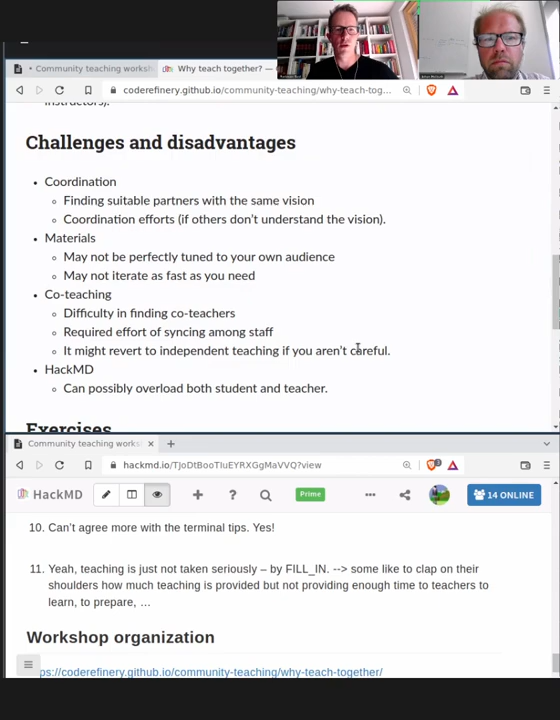 Community teaching worksh
Why teach together? —
coderefinery.github.io/community-teaching/why-teach-tog...
instructors).
Challenges and disadvantages
Coordination
Finding suitable partners with the same vision
Coordination efforts (if others don't understand the vision).
Materials
May not be perfectly tuned to your own audience
May not iterate as fast as you need
Co-teaching
Difficulty in finding co-teachers
Required effort of syncing among staff
It might revert to independent teaching if you aren't careful.
HackMD
Can possibly overload both student and teacher.
Exercises
Community teaching works
hackmd.io/TJoDtBooTIuEYRXGgMaVVQ?view
HackMD
Prime
14 ONLINE
10. Can't agree more with the terminal tips. Yes!
11. Yeah, teaching is just not taken seriously – by FILL_IN. --> some like to clap on their
shoulders how much teaching is provided but not providing enough time to teachers to
learn, to prepare, …
Workshop organization
ps://coderefinery.github.io/community-teaching/why-teach-together/